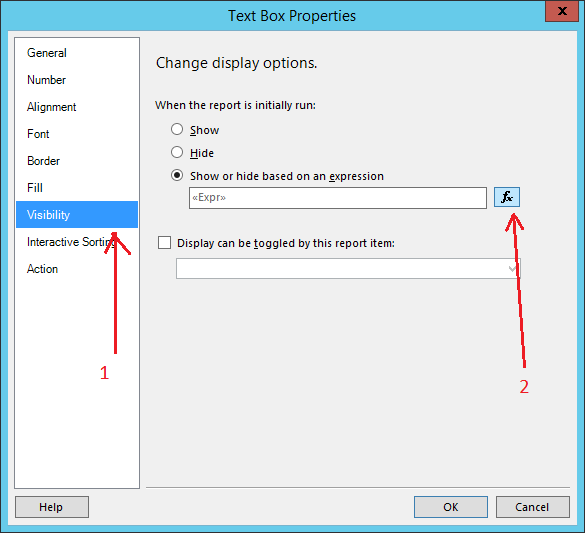 Text Box Properties
x
General
Number
Alignment
Font
Border
Fill
Visibility
Interactive Sorting
Action
Change display options.
When the report is initially run:
Show
Hide
Show or hide based on an expression
«Expr»
fx
Display can be toggled by this report item:
1
2
Help
OK
Cancel